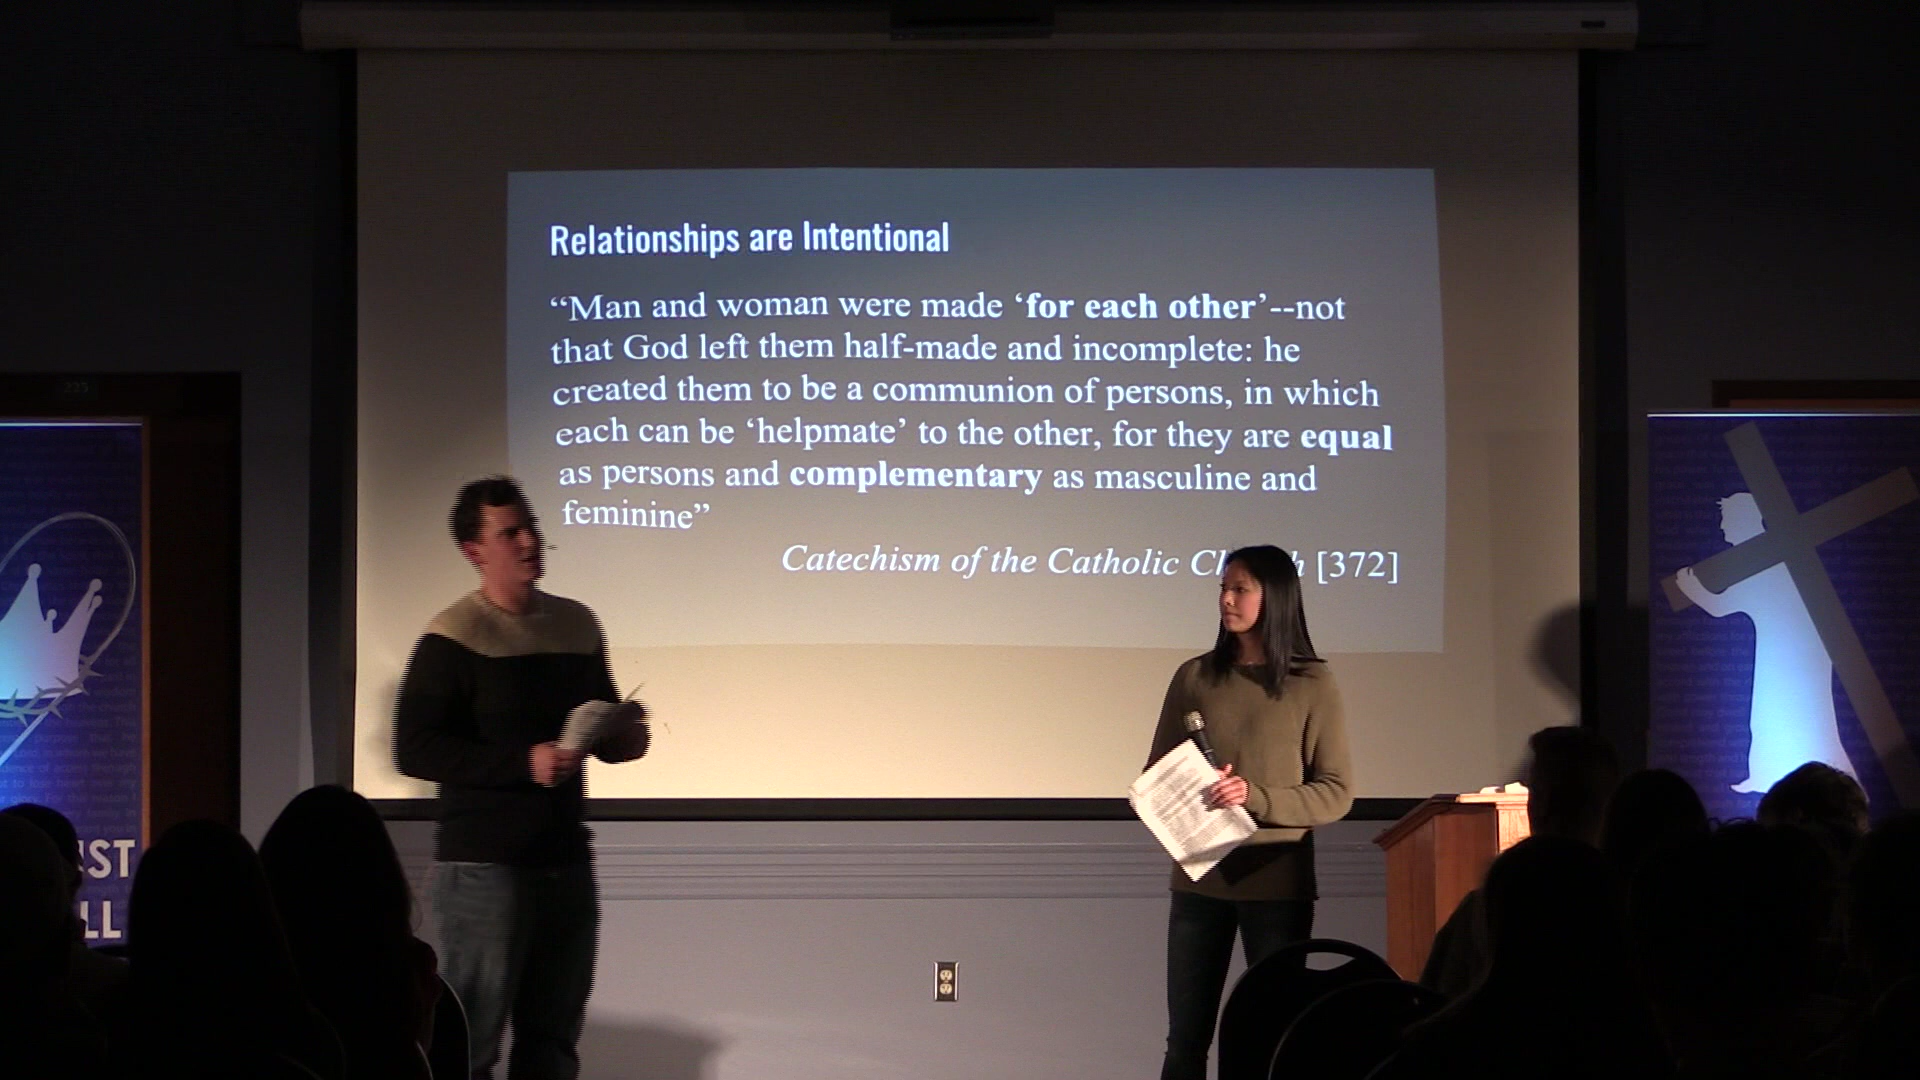 Relationships are Intentional
“Man and woman were made ‘for each other’--not
that God left them half-made and incomplete: he
created them to be a communion of persons, in which
each can be ‘helpmate’ to the other, for they are equal
as persons and complementary as masculine and
feminine”
Catechism of the Catholic [372]
225
LL